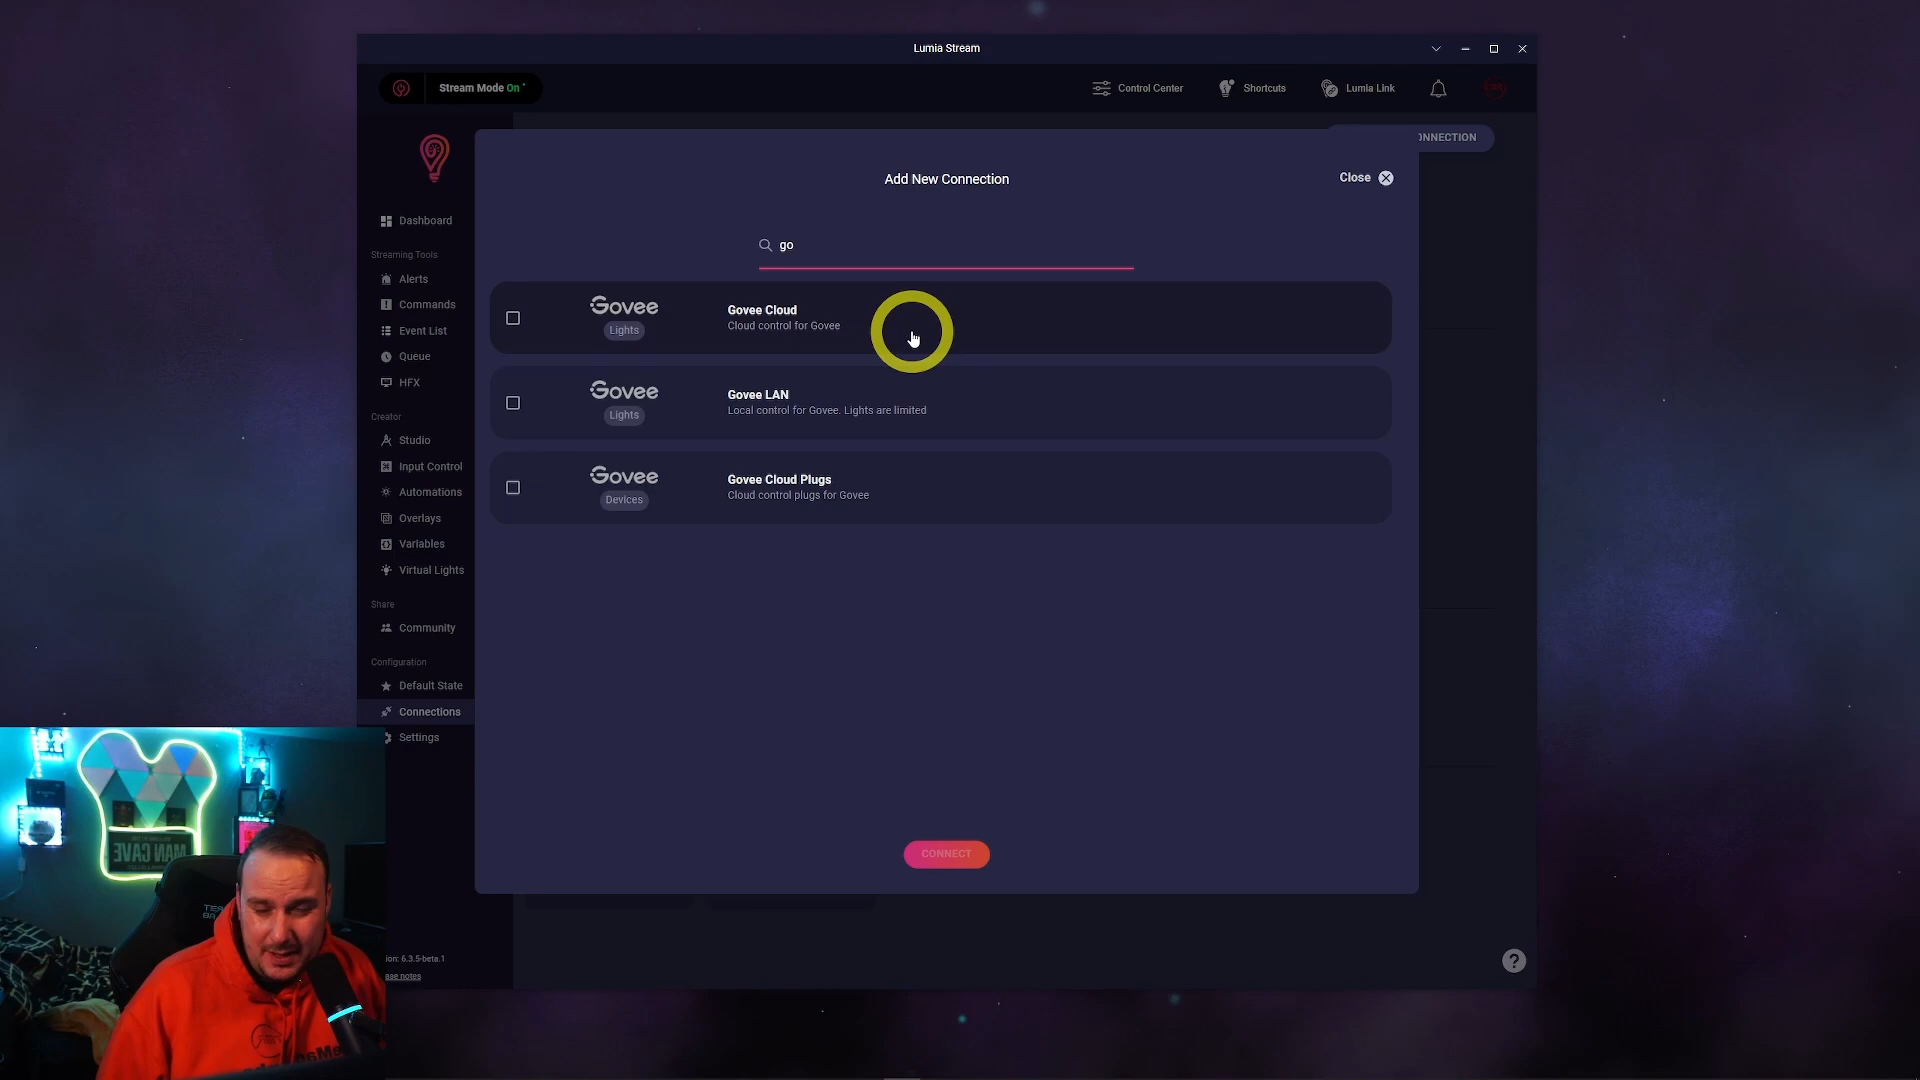 Lumia Stream
Stream Mode On
Control Center
Shortcuts
Lumia Link
ONNECTION
Add New Connection
Close
go
Dashboard
Streaming Tools
Alerts
Commands
Event List
Queue
HFX
Creator
Studio
Input Control
Automations
Overlays
Variables
Virtual Lights
Share
Community
Configuration
Default State
Connections
Settings
Govee
Lights
Govee Cloud
Cloud control for Govee
Govee
Lights
Govee LAN
Local control for Govee. Lights are limited
Govee
Devices
Govee Cloud Plugs
Cloud control plugs for Govee
CONNECT
ion: 6.3.5-beta.1
ase notes
?
MAN CAVE